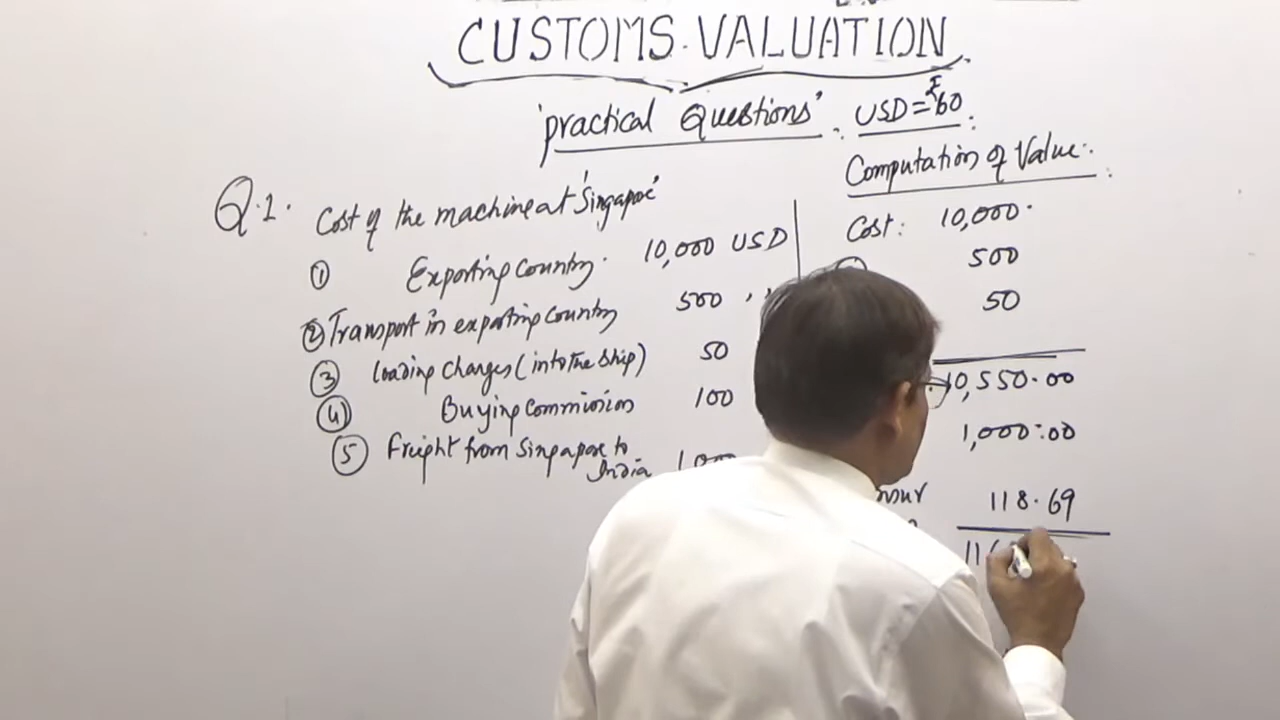 CUSTOMS VALUATION
'practical Questions'
USD = ₹60
Q.1. Cost of the machine at 'Singapore'
① Exporting Country. 10,000 USD
② Transport in exporting Country 500 ''
③ Loading Charges (into the Ship) 50
④ Buying Commission 100
⑤ Freight from Singapore to
India
Computation of Value:
Cost: 10,000
500
50
10,550.00
1,000.00
118.69